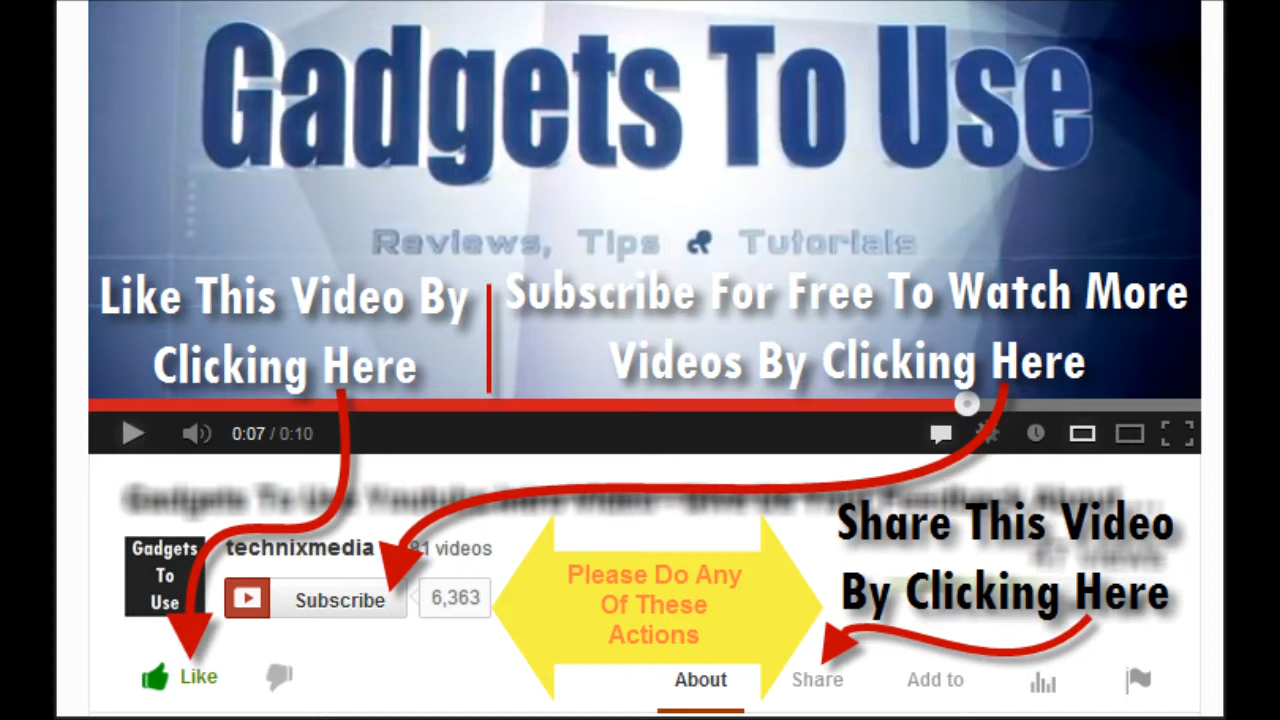 Gadgets To Use
Reviews, Tips & Tutorials
Like This Video By
Clicking Here
Subscribe For Free To Watch More
Videos By Clicking Here
0:07 / 0:10
Share This Video
By Clicking Here
Gadgets
To
Use
technixmedia
81 videos
Subscribe
6,363
Please Do Any
Of These
Actions
Like
About
Share
Add to